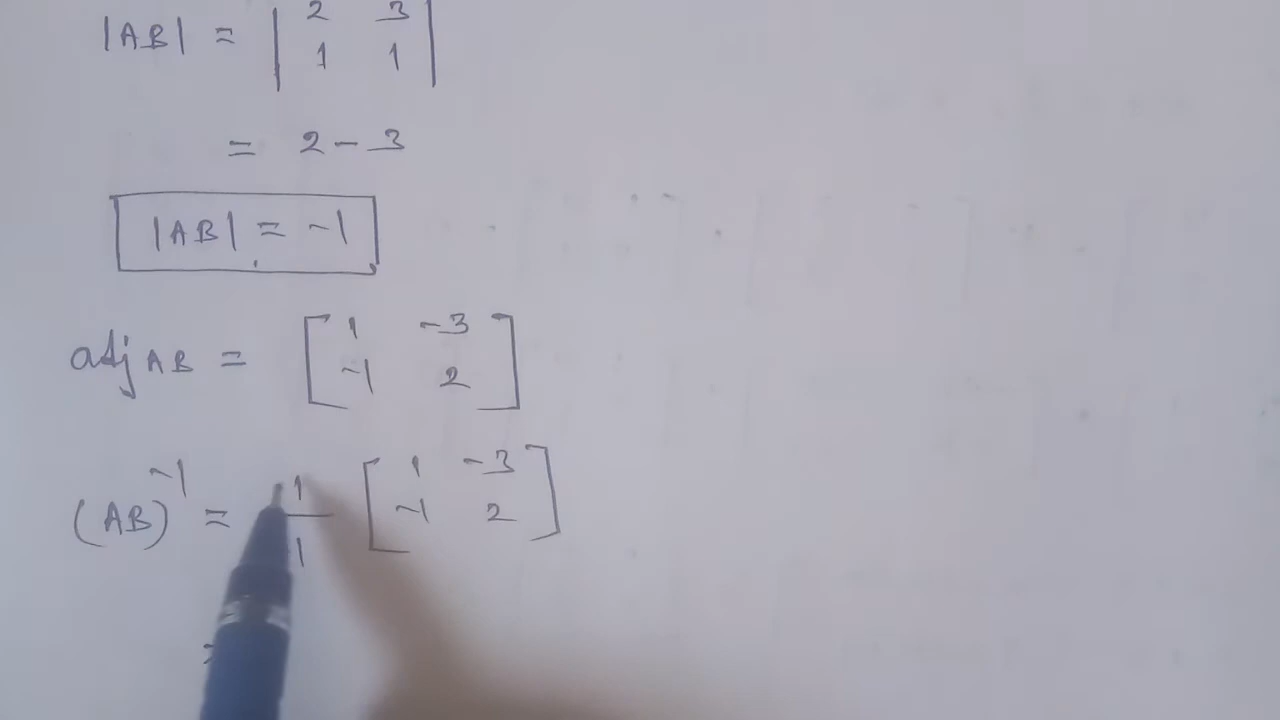 |AB| = | 2 3 |
| 1 1 |
= 2 - 3
|AB| = -1
adj AB = [ 1 -3 ]
[ -1 2 ]
(AB)^-1 = 1/1 [ 1 -3 ]
[ -1 2 ]